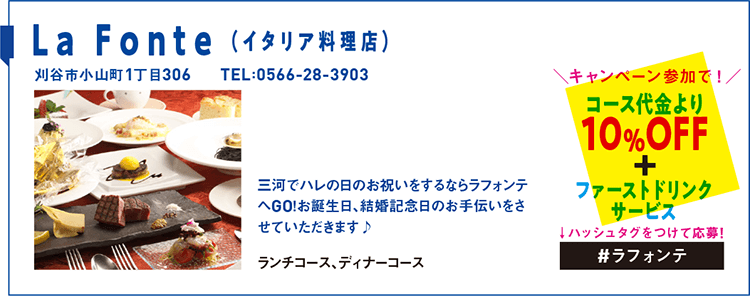 La Fonte（イタリア料理店）
刈谷市小山町1丁目306　TEL:0566-28-3903
三河でハレの日のお祝いをするならラフォンテ
へGO!お誕生日、結婚記念日のお手伝いをさ
せていただきます♪
ランチコース、ディナーコース
＼キャンペーン参加で！／
コース代金より
10%OFF
+
ファーストドリンク
サービス
↓ハッシュタグをつけて応募!
#ラフォンテ